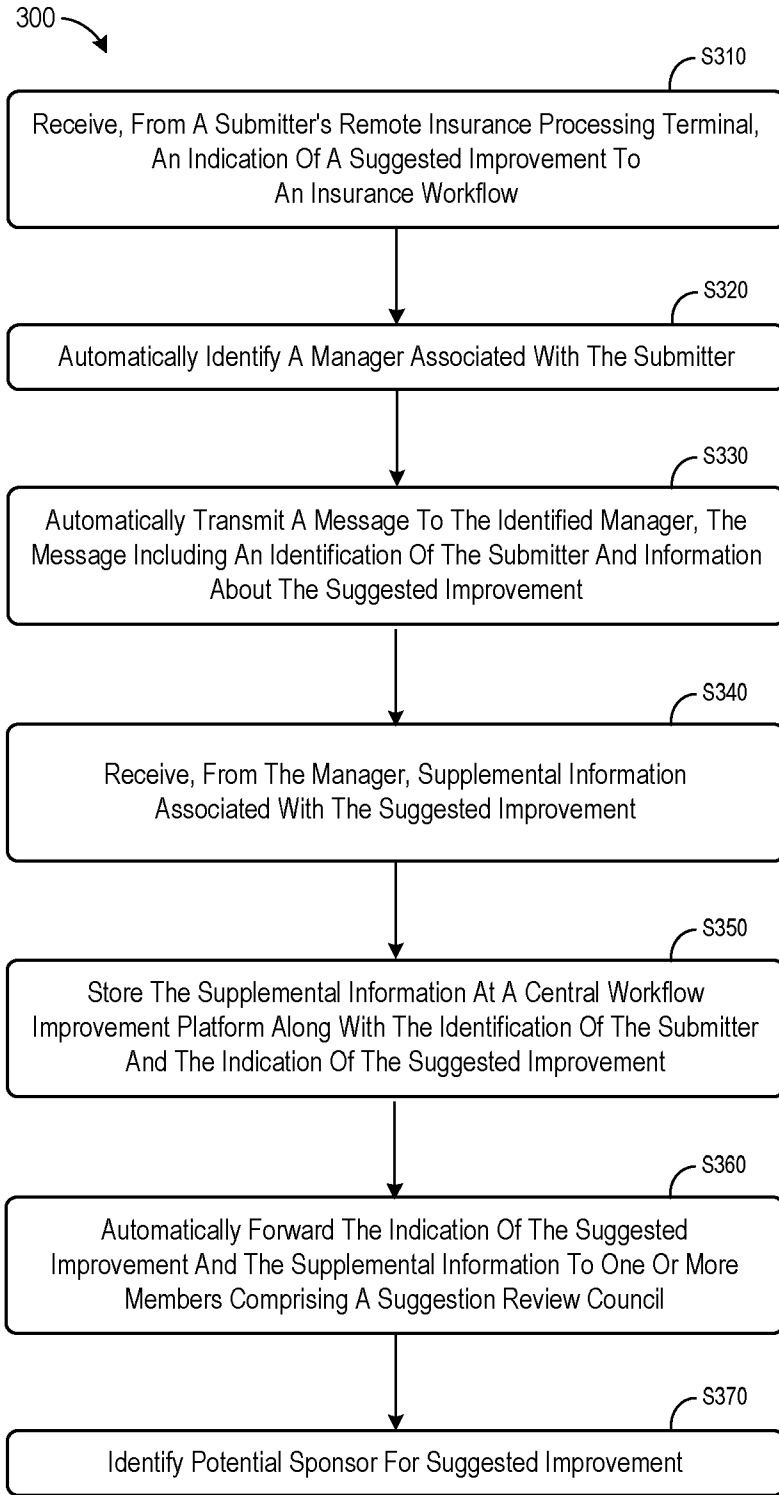 300
S310
Receive, From A Submitter's Remote Insurance Processing Terminal,
An Indication Of A Suggested Improvement To
An Insurance Workflow
S320
Automatically Identify A Manager Associated With The Submitter
S330
Automatically Transmit A Message To The Identified Manager, The
Message Including An Identification Of The Submitter And Information
About The Suggested Improvement
S340
Receive, From The Manager, Supplemental Information
Associated With The Suggested Improvement
S350
Store The Supplemental Information At A Central Workflow
Improvement Platform Along With The Identification Of The Submitter
And The Indication Of The Suggested Improvement
S360
Automatically Forward The Indication Of The Suggested
Improvement And The Supplemental Information To One Or More
Members Comprising A Suggestion Review Council
S370
Identify Potential Sponsor For Suggested Improvement